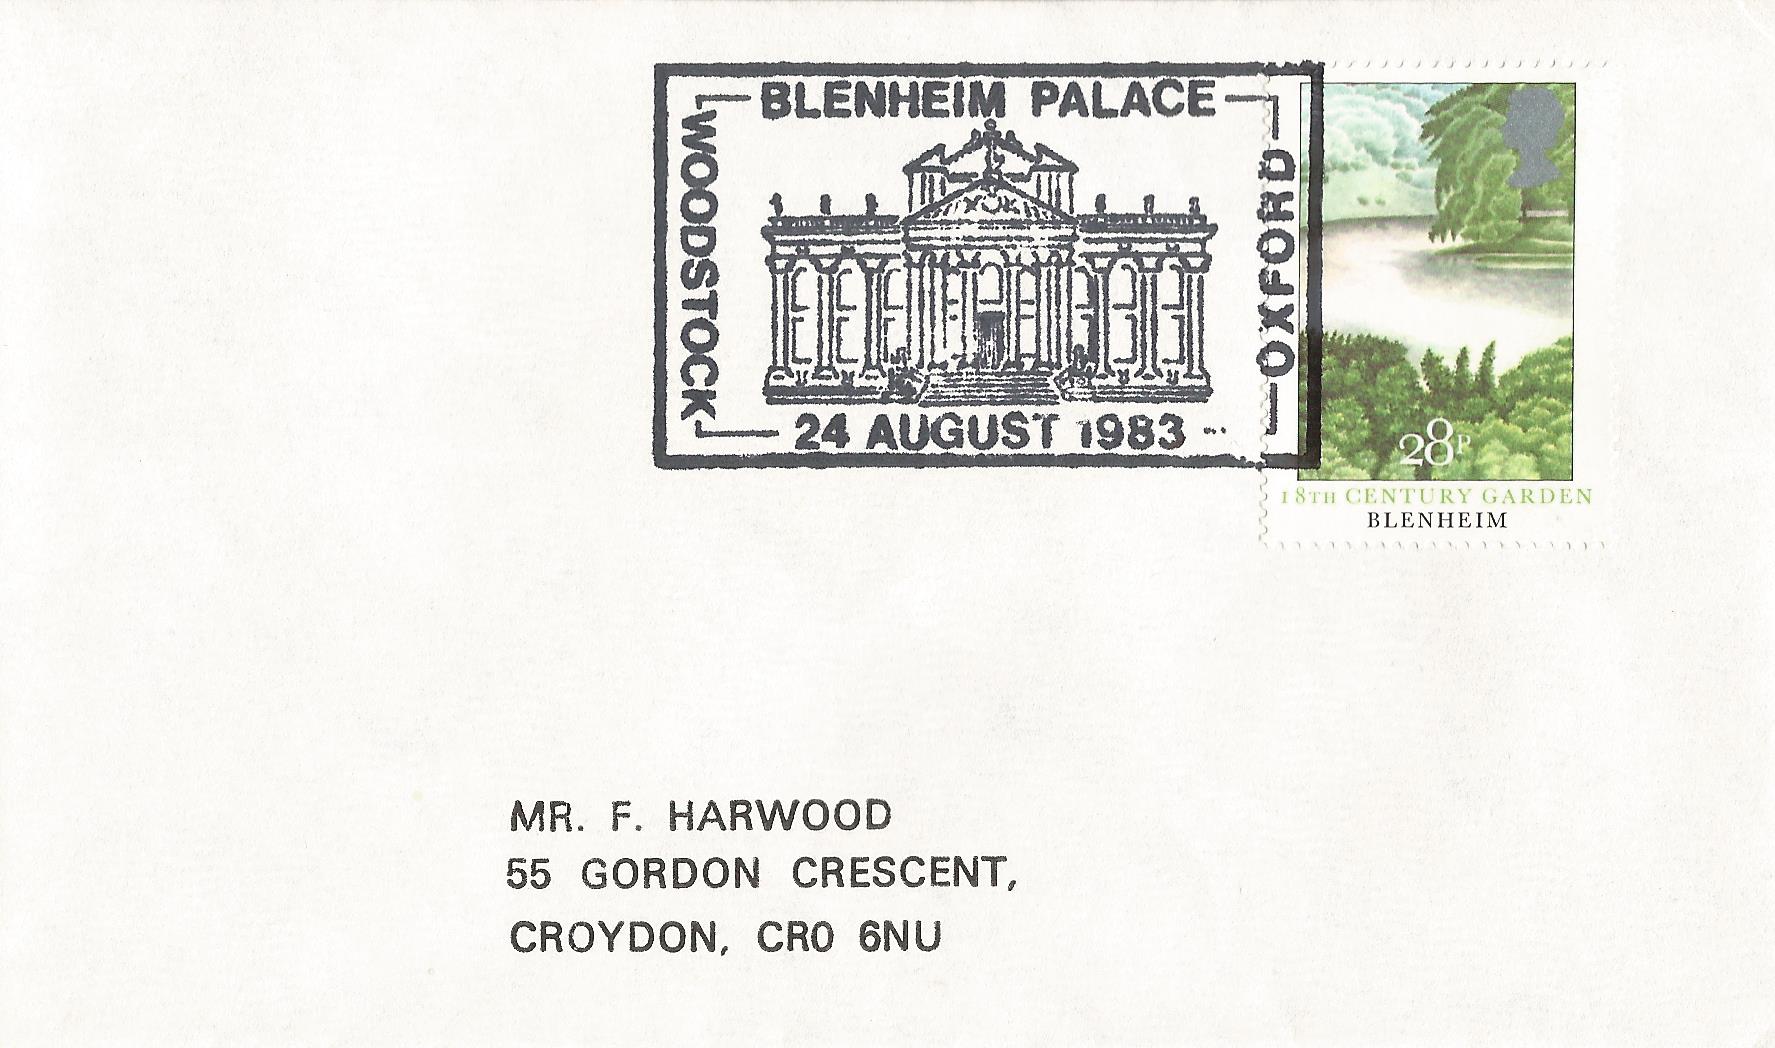 BLENHEIM PALACE
WOODSTOCK
OXFORD
24 AUGUST 1983
28P
18TH CENTURY GARDEN
BLENHEIM
MR. F. HARWOOD
55 GORDON CRESCENT,
CROYDON, CR0 6NU